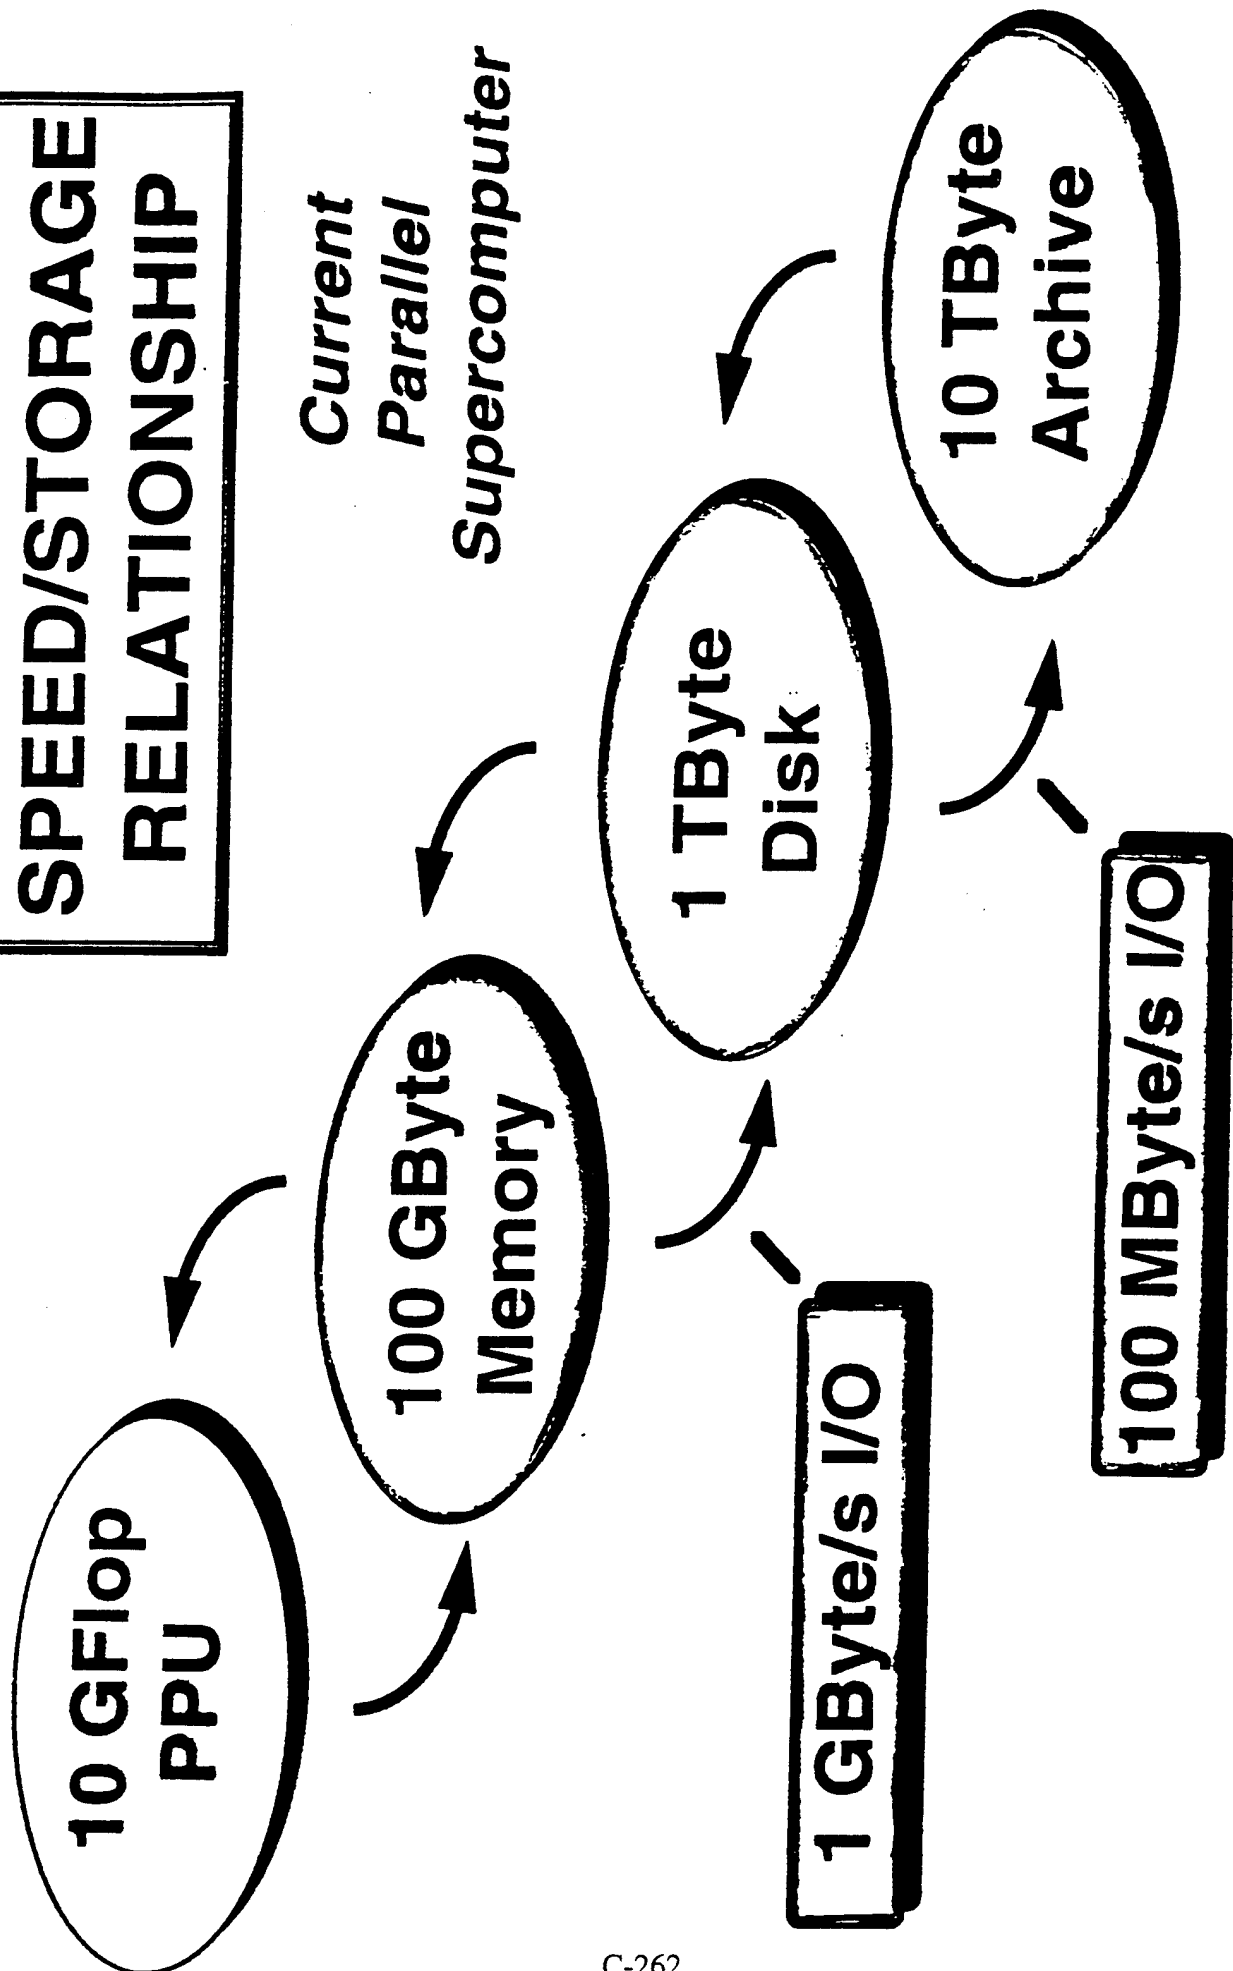 SPEED/STORAGE
RELATIONSHIP
Current
Parallel
Supercomputer
10 GFlop
PPU
100 GByte
Memory
1 TByte
Disk
10 TByte
Archive
1 GByte/s I/O
100 MByte/s I/O
C-262